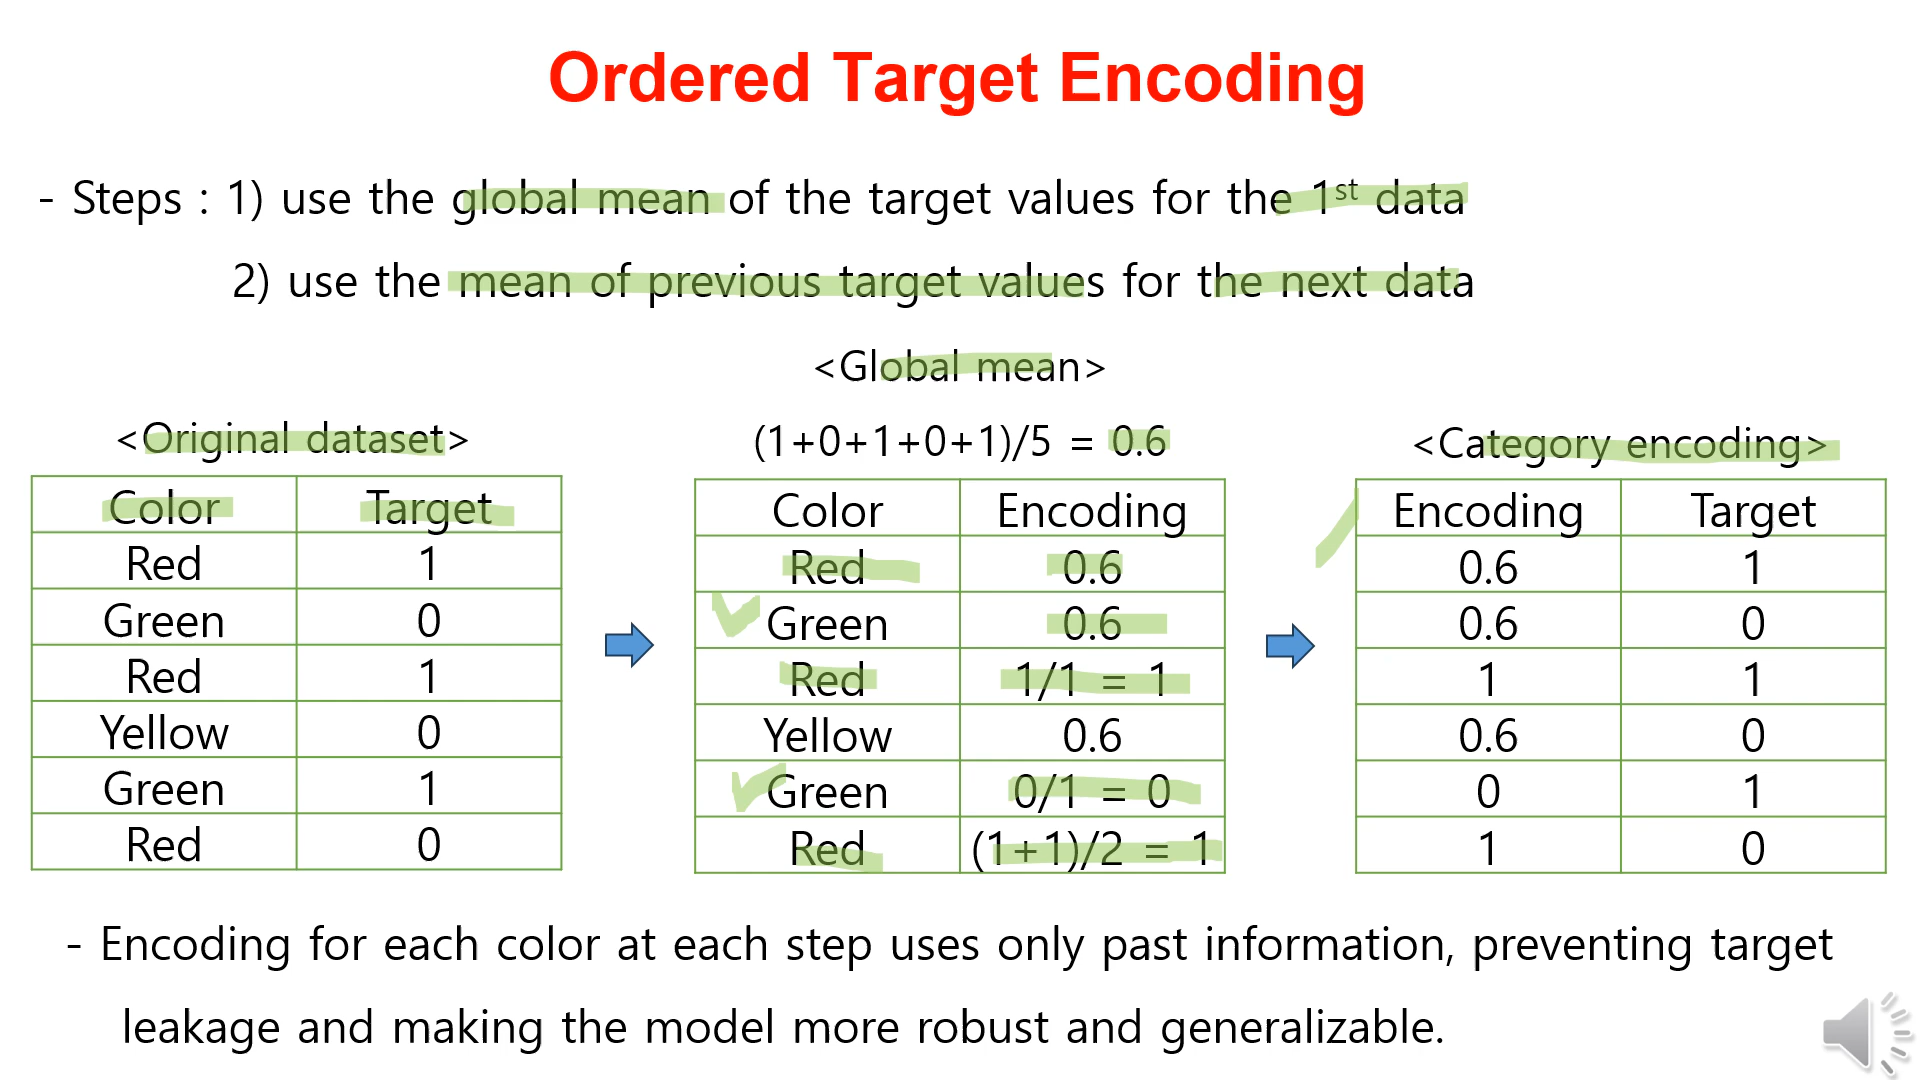 Ordered Target Encoding
- Steps : 1) use the global mean of the target values for the 1st data
2) use the mean of previous target values for the next data
<Global mean>
<Original dataset>
(1+0+1+0+1)/5 = 0.6
<Category encoding>
Color Target
Red 1
Green 0
Red 1
Yellow 0
Green 1
Red 0
Color Encoding
Red 0.6
Green 0.6
Red 1/1 = 1
Yellow 0.6
Green 0/1 = 0
Red (1+1)/2 = 1
Encoding Target
0.6 1
0.6 0
1 1
0.6 0
0 1
1 0
- Encoding for each color at each step uses only past information, preventing target
leakage and making the model more robust and generalizable.